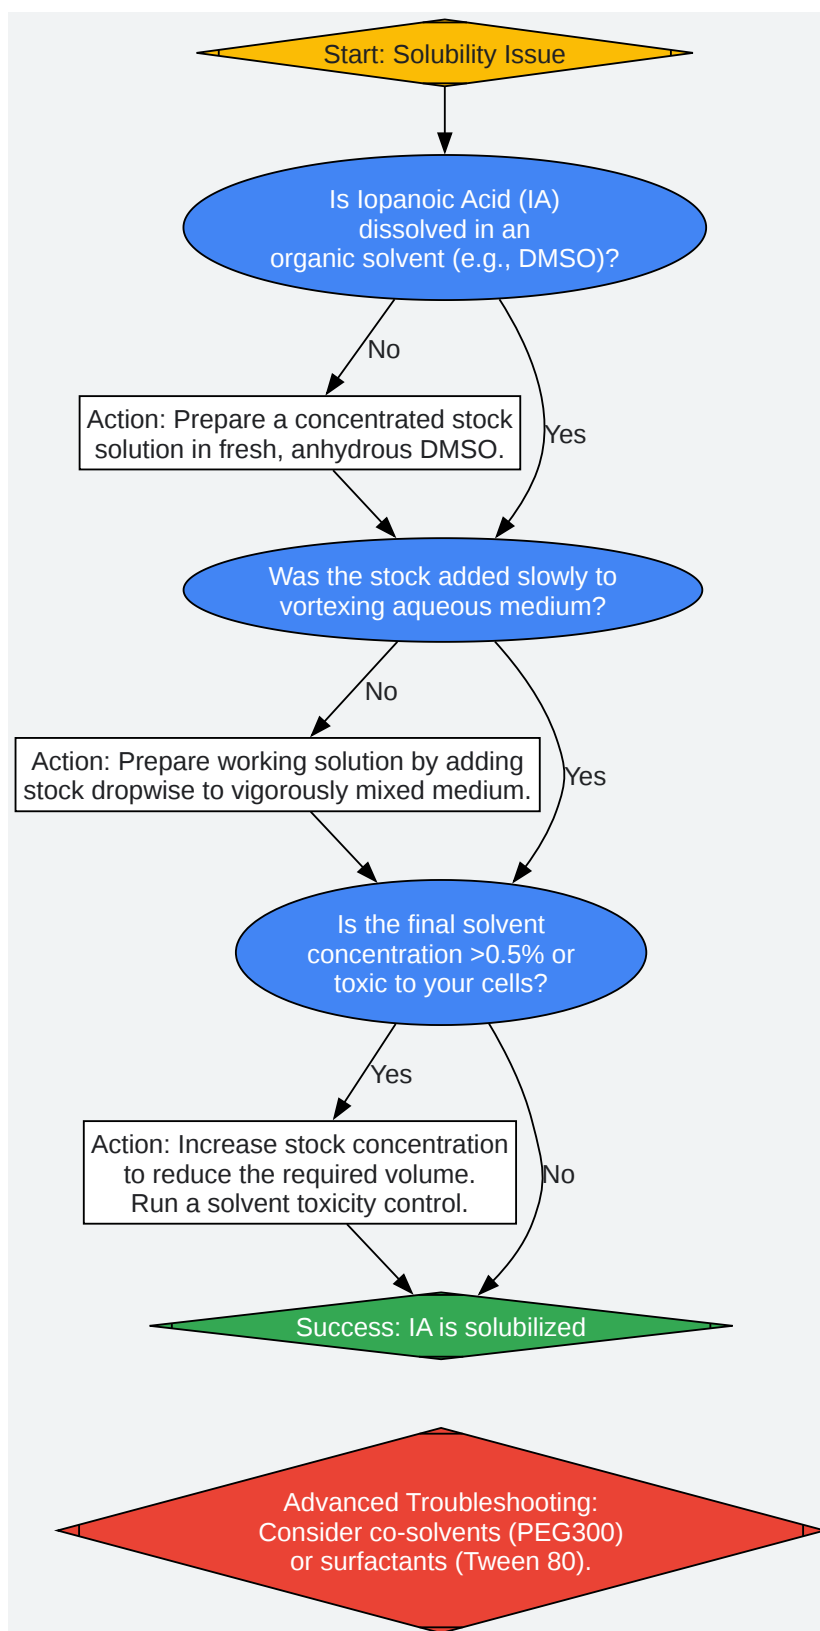 Start: Solubility Issue
Is Iopanoic Acid (IA)
dissolved in an
organic solvent (e.g., DMSO)?
No
Action: Prepare a concentrated stock
solution in fresh, anhydrous DMSO.
Yes
Was the stock added slowly to
vortexing aqueous medium?
No
Action: Prepare working solution by adding
stock dropwise to vigorously mixed medium.
Yes
Is the final solvent
concentration >0.5% or
toxic to your cells?
Yes
Action: Increase stock concentration
to reduce the required volume.
Run a solvent toxicity control.
No
Success: IA is solubilized
Advanced Troubleshooting:
Consider co-solvents (PEG300)
or surfactants (Tween 80).